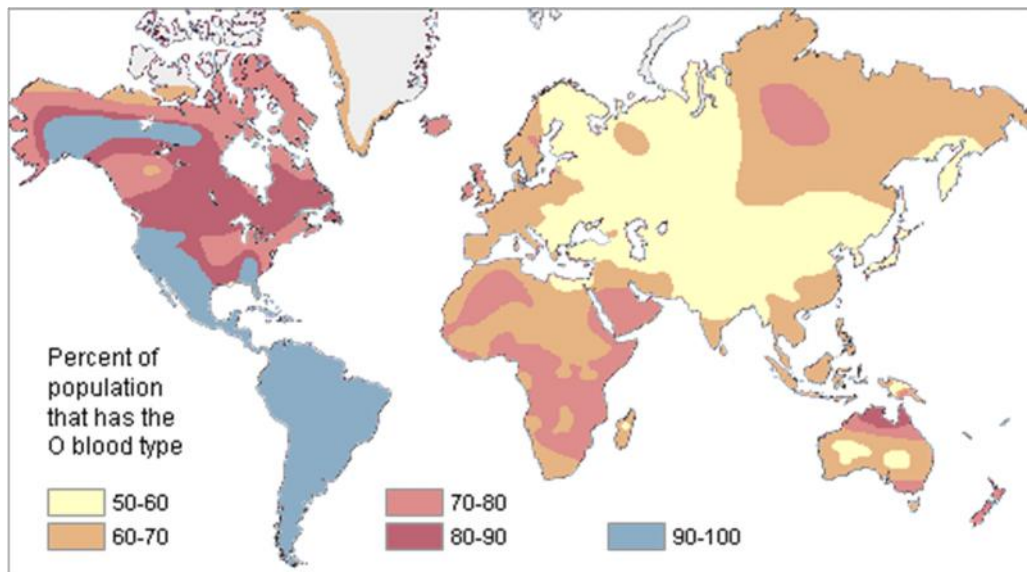 Percent of
population
that has the
O blood type
50-60
60-70
70-80
80-90
90-100